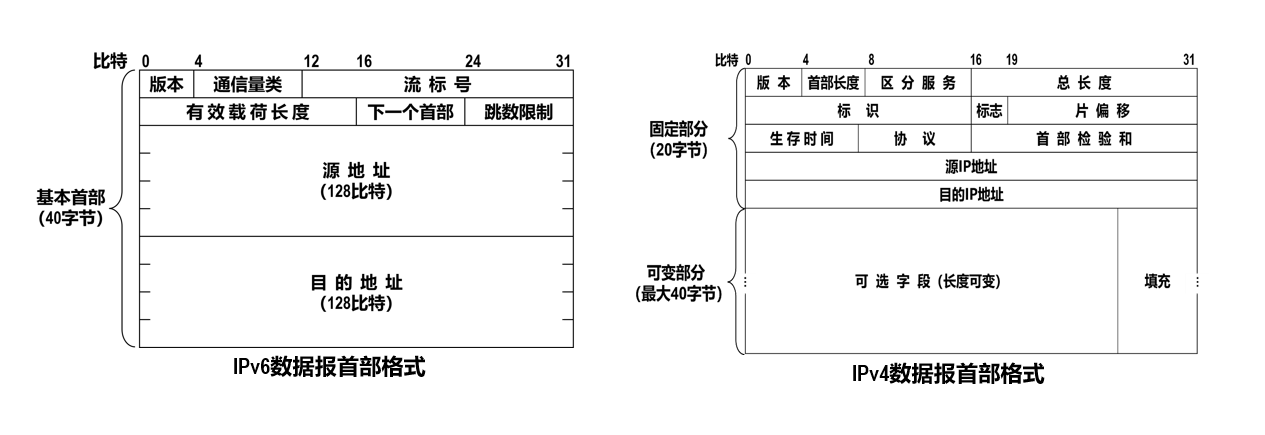 比特 0 4 12 16 24 31
版本 通信量类 流标号
有效载荷长度 下一个首部 跳数限制
源地址
(128比特)
基本首部
(40字节)
目的地址
(128比特)
IPv6数据报首部格式
比特 0 4 8 16 19 31
版本 首部长度 区分服务 总长度
标识 标志 片偏移
固定部分
(20字节)
生存时间 协议 首部检验和
源IP地址
目的IP地址
可变部分
(最大40字节)
可选字段 (长度可变) 填充
IPv4数据报首部格式